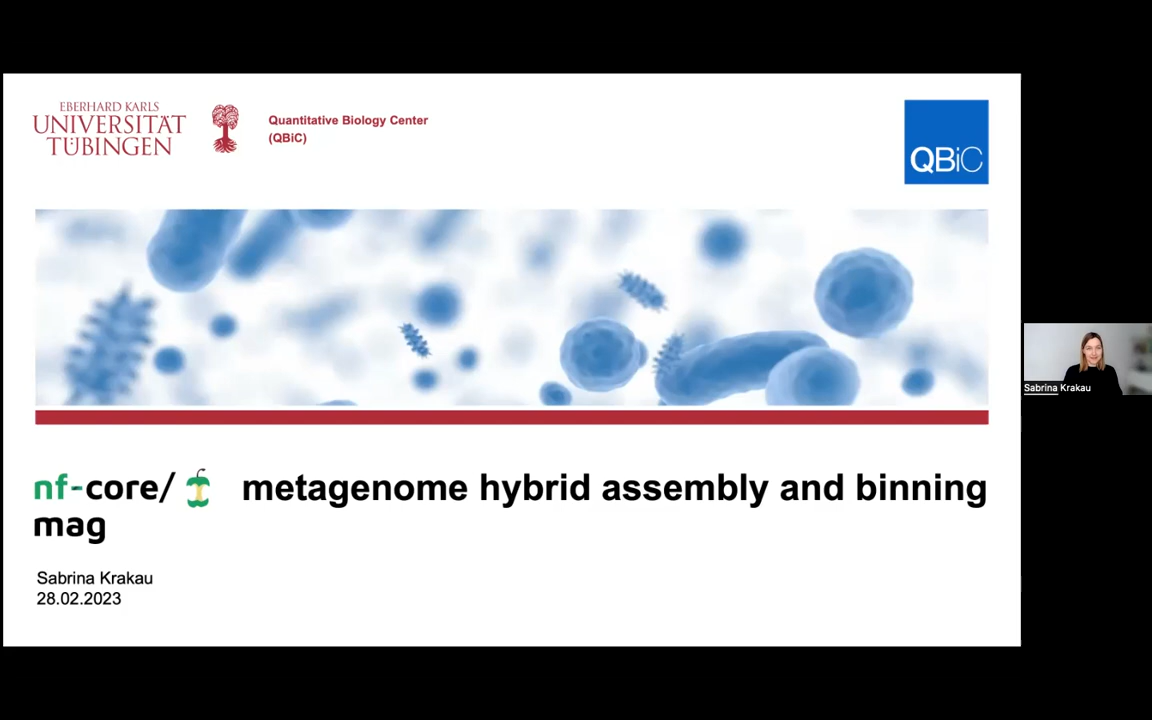 EBERHARD KARLS
UNIVERSITÄT
TÜBINGEN
Quantitative Biology Center
(QBiC)
QBiC
nf-core/
mag
metagenome hybrid assembly and binning
Sabrina Krakau
28.02.2023
Sabrina Krakau